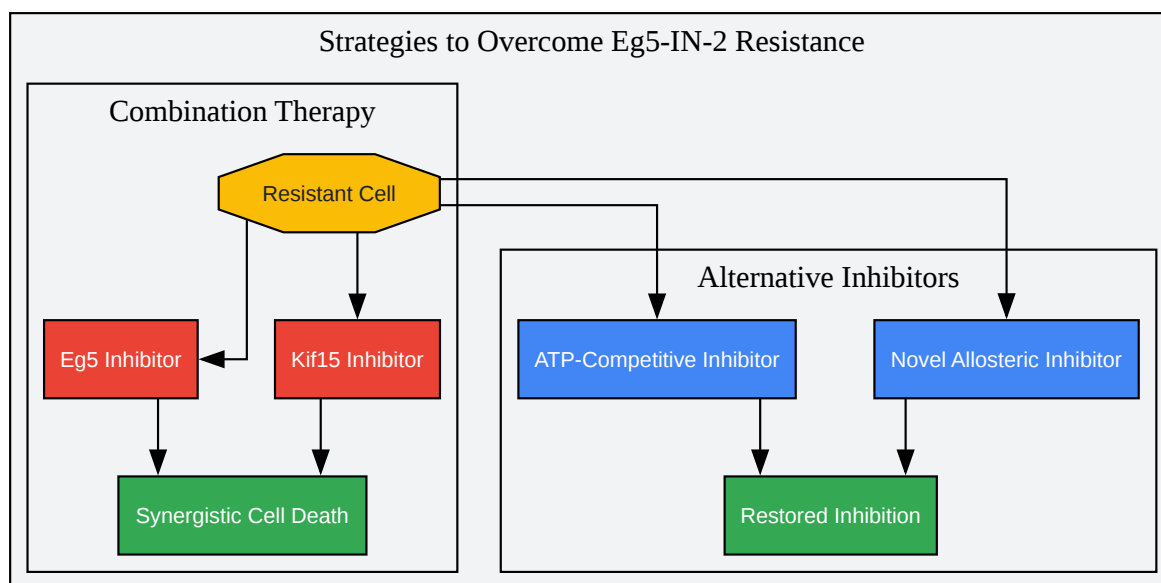 Strategies to Overcome Eg5-IN-2 Resistance
Combination Therapy
Resistant Cell
Alternative Inhibitors
Eg5 Inhibitor
Kif15 Inhibitor
ATP-Competitive Inhibitor
Novel Allosteric Inhibitor
Synergistic Cell Death
Restored Inhibition